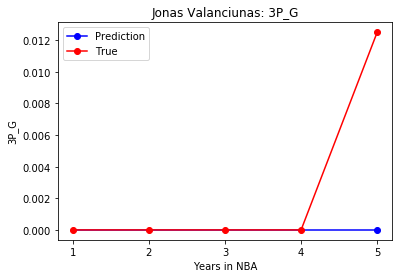 Jonas Valanciunas: 3P_G
Prediction
True
0.012
0.010
0.008
0.006
0.004
0.002
0.000
3P_G
1 2 3 4 5
Years in NBA